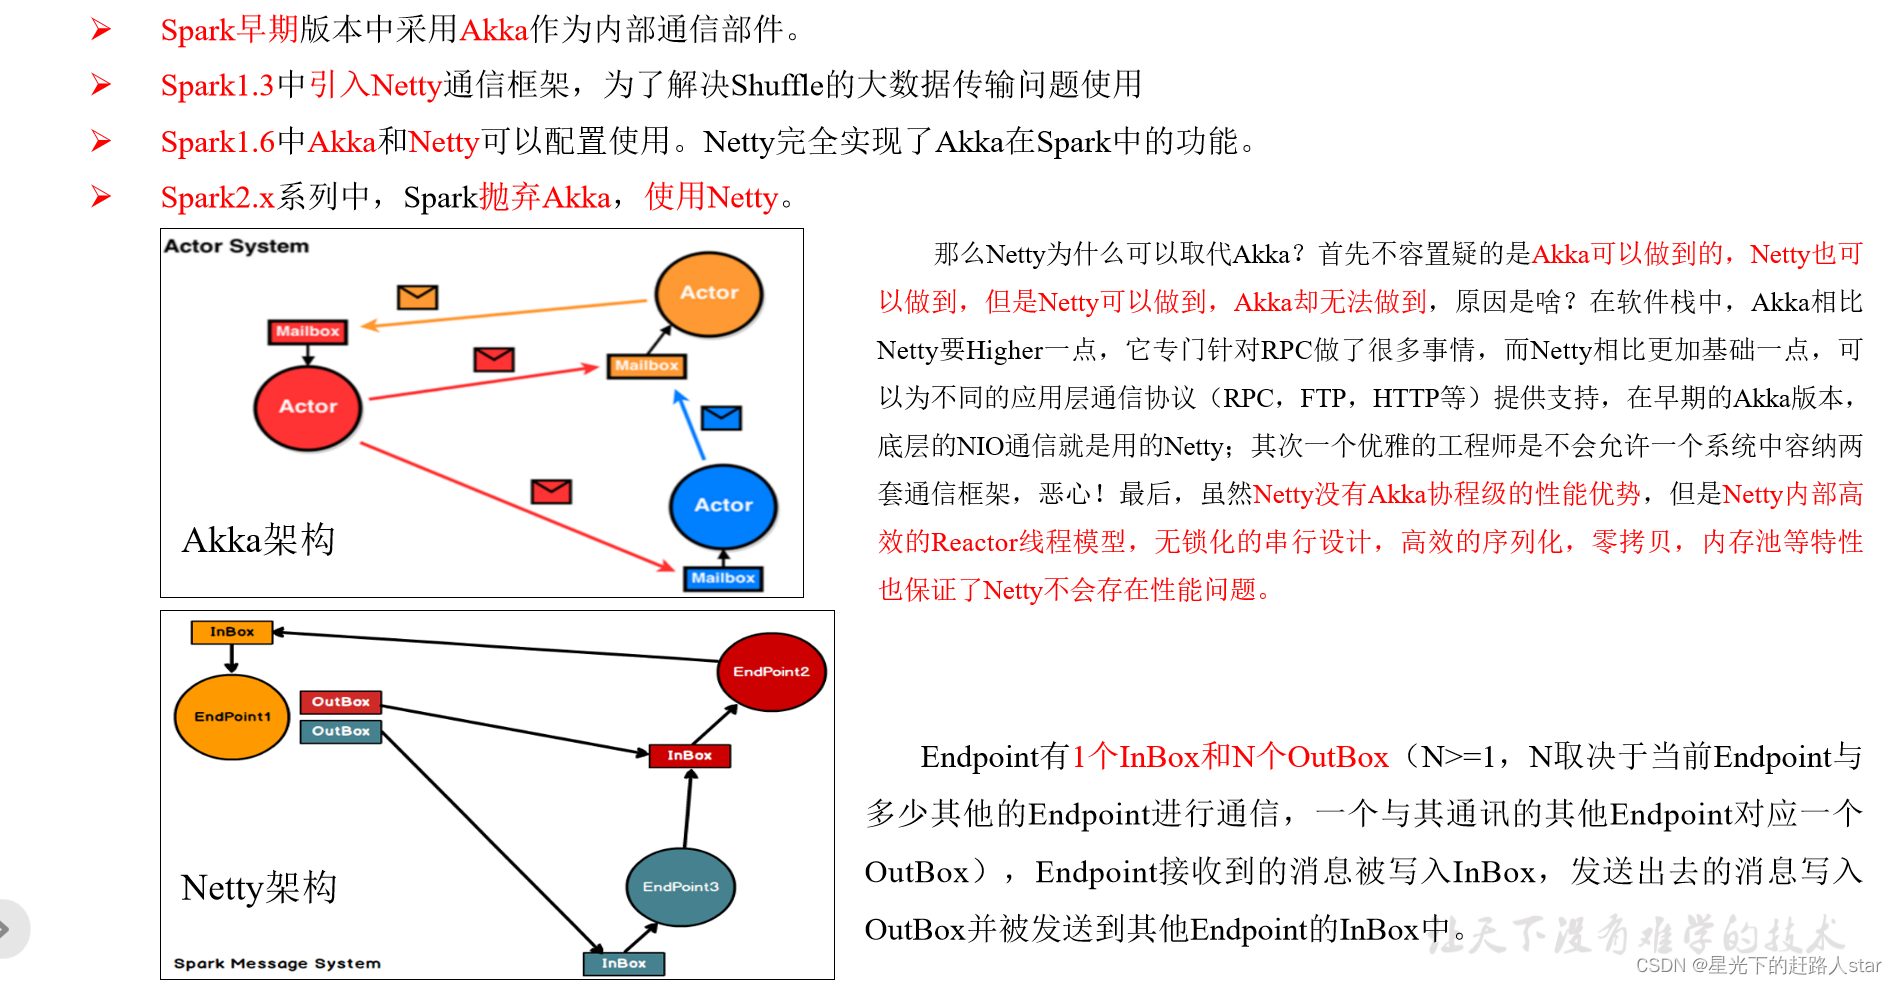 Spark早期版本中采用Akka作为内部通信部件。
Spark1.3中引入Netty通信框架，为了解决Shuffle的大数据传输问题使用
Spark1.6中Akka和Netty可以配置使用。Netty完全实现了Akka在Spark中的功能。
Spark2.x系列中，Spark抛弃Akka，使用Netty。
Actor System
Actor
Mailbox
Mailbox
Actor
Actor
Mailbox
Akka架构
那么Netty为什么可以取代Akka？首先不容置疑的是Akka可以做到的，Netty也可
以做到，但是Netty可以做到，Akka却无法做到，原因是啥？在软件栈中，Akka相比
Netty要Higher一点，它专门针对RPC做了很多事情，而Netty相比更加基础一点，可
以为不同的应用层通信协议（RPC，FTP，HTTP等）提供支持，在早期的Akka版本，
底层的NIO通信就是用的Netty；其次一个优雅的工程师是不会允许一个系统中容纳两
套通信框架，恶心！最后，虽然Netty没有Akka协程级的性能优势，但是Netty内部高
效的Reactor线程模型，无锁化的串行设计，高效的序列化，零拷贝，内存池等特性
也保证了Netty不会存在性能问题。
InBox
EndPoint2
EndPoint1
OutBox
OutBox
InBox
EndPoint3
InBox
Netty架构
Spark Message System
Endpoint有1个InBox和N个OutBox（N>=1，N取决于当前Endpoint与
多少其他的Endpoint进行通信，一个与其通讯的其他Endpoint对应一个
OutBox），Endpoint接收到的消息被写入InBox，发送出去的消息写入
OutBox并被发送到其他Endpoint的InBox中。
让天下没有难学的技术
CSDN @星光下的赶路人star